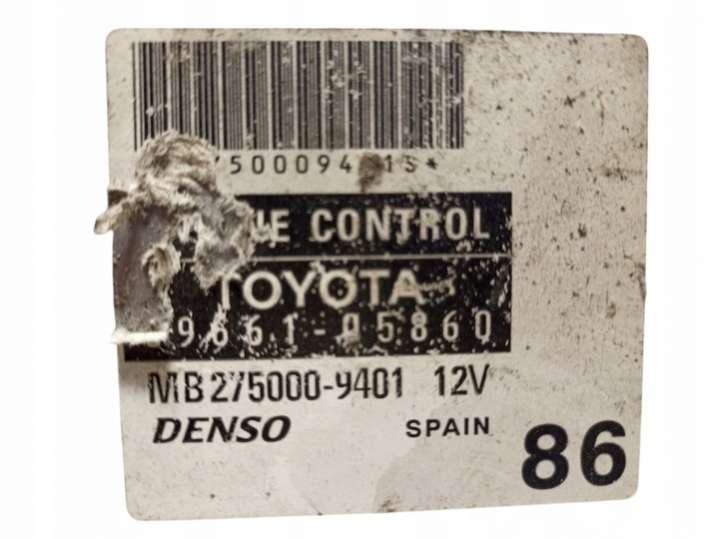 CONTROL
TOYOTA
MB275000-9401 12V
DENSO SPAIN
86